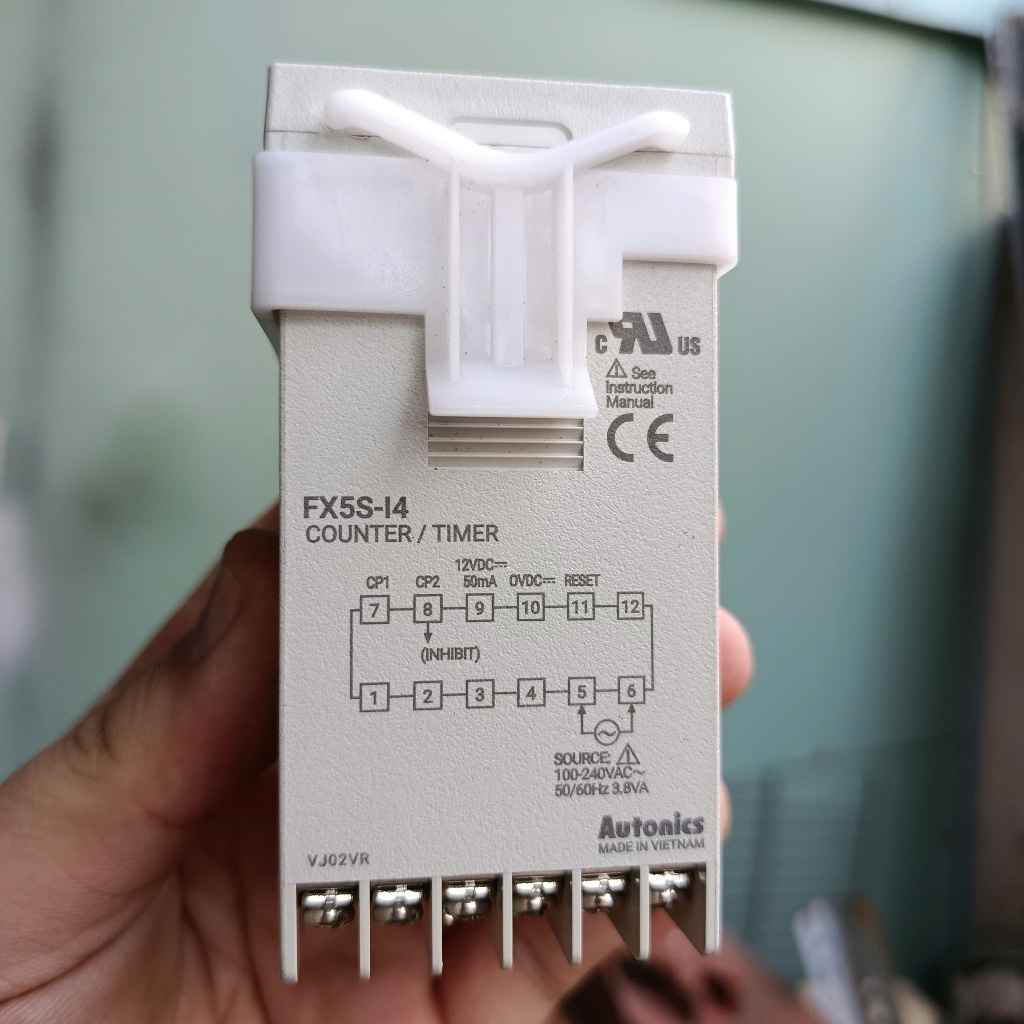 C RU US
⚠ See
Instruction
Manual
CE
FX5S-I4
COUNTER / TIMER
12VDC⎓
CP1 CP2 50mA 0VDC⎓ RESET
7 8 9 10 11 12
(INHIBIT)
1 2 3 4 5 6
SOURCE: ⚠
100-240VAC~
50/60Hz 3.8VA
Autonics
MADE IN VIETNAM
VJ02VR